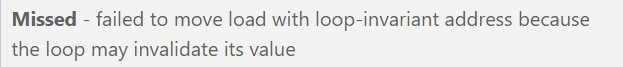 Missed - failed to move load with loop-invariant address because
the loop may invalidate its value